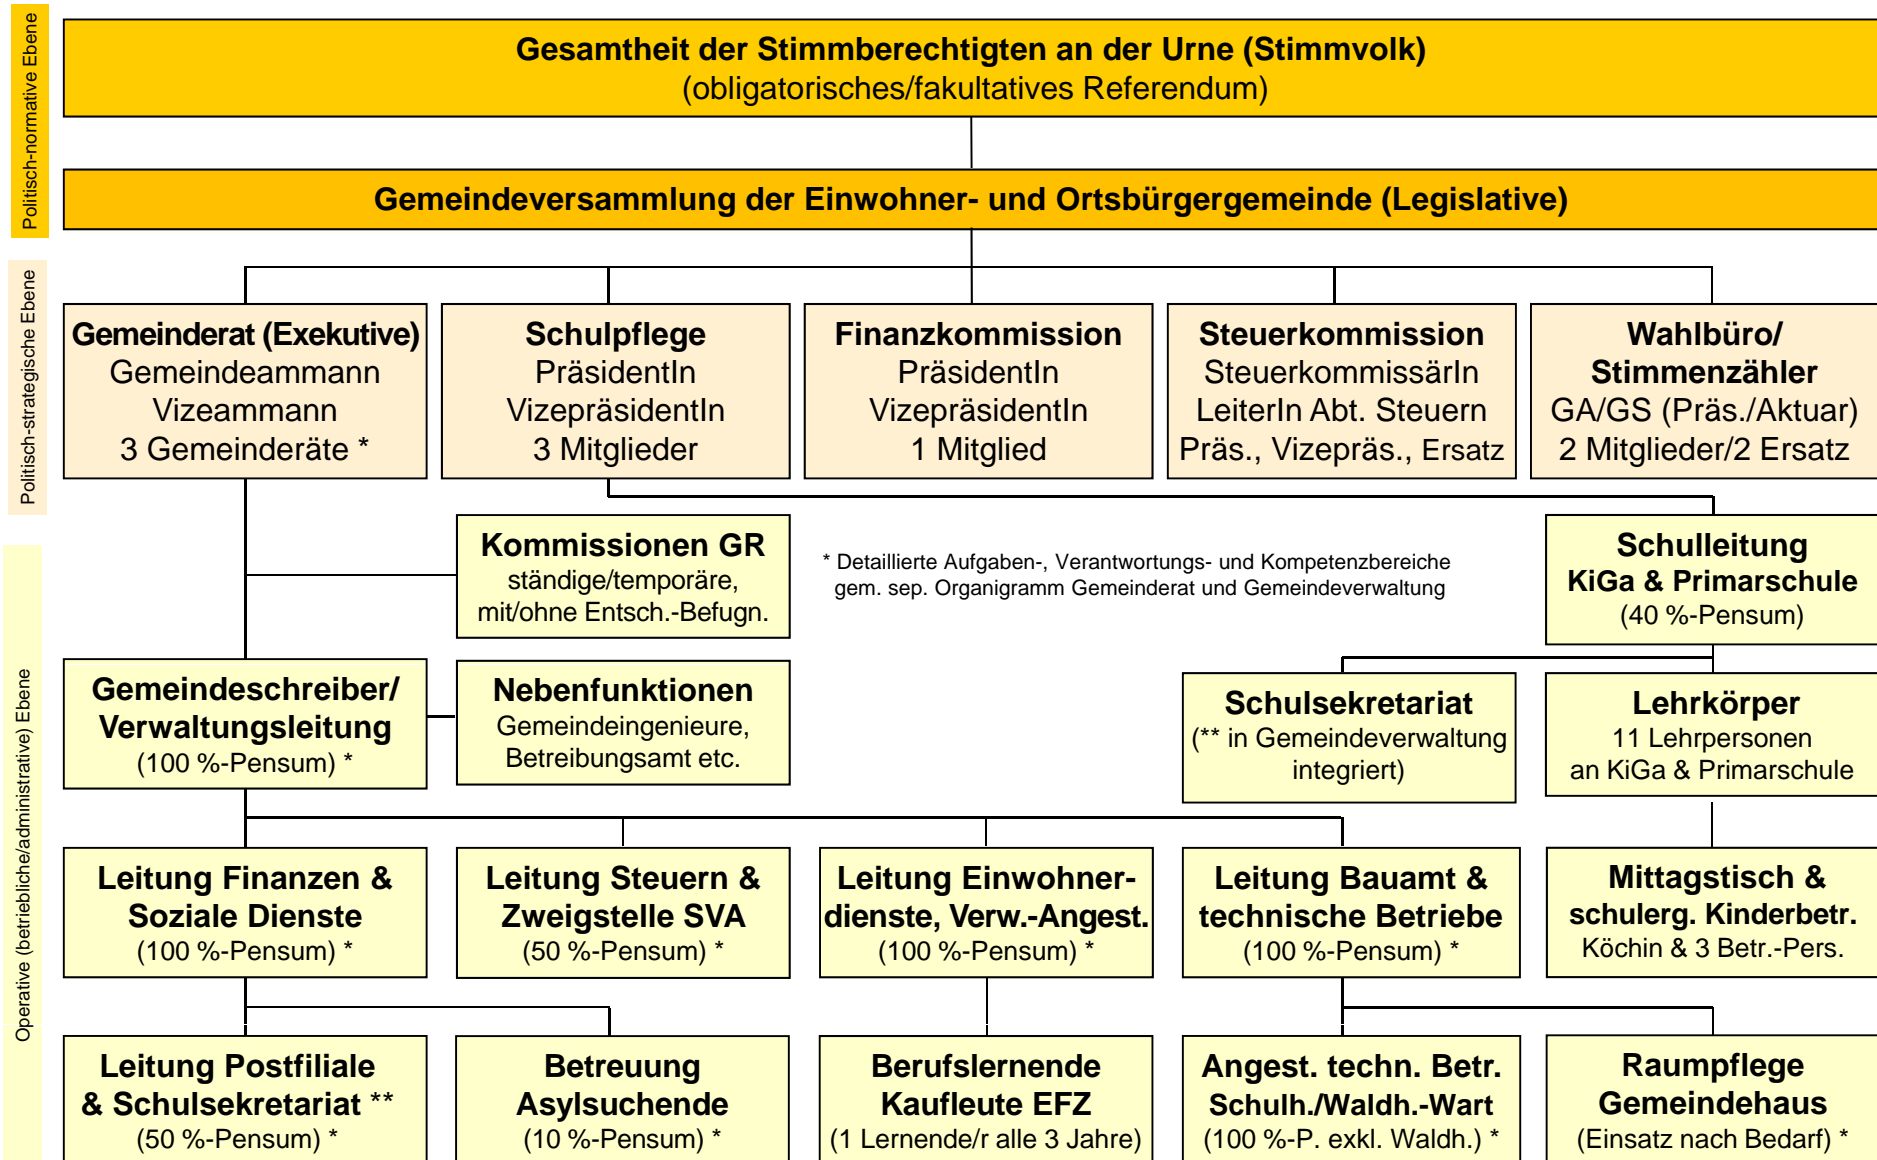 Politisch-normative Ebene
Gesamtheit der Stimmberechtigten an der Urne (Stimmvolk)
(obligatorisches/fakultatives Referendum)
Gemeindeversammlung der Einwohner- und Ortsbürgergemeinde (Legislative)
Politisch-strategische Ebene
Gemeinderat (Exekutive)
Gemeindeammann
Vizeammann
3 Gemeinderäte *
Schulpflege
PräsidentIn
VizepräsidentIn
3 Mitglieder
Finanzkommission
PräsidentIn
VizepräsidentIn
1 Mitglied
Steuerkommission
SteuerkommissärIn
LeiterIn Abt. Steuern
Präs., Vizepräs., Ersatz
Wahlbüro/
Stimmenzähler
GA/GS (Präs./Aktuar)
2 Mitglieder/2 Ersatz
Operative (betriebliche/administrative) Ebene
Kommissionen GR
ständige/temporäre,
mit/ohne Entsch.-Befugn.
* Detaillierte Aufgaben-, Verantwortungs- und Kompetenzbereiche
gem. sep. Organigramm Gemeinderat und Gemeindeverwaltung
Schulleitung
KiGa & Primarschule
(40 %-Pensum)
Gemeindeschreiber/
Verwaltungsleitung
(100 %-Pensum) *
Nebenfunktionen
Gemeindeingenieure,
Betreibungsamt etc.
Schulsekretariat
(** in Gemeindeverwaltung
integriert)
Lehrkörper
11 Lehrpersonen
an KiGa & Primarschule
Leitung Finanzen &
Soziale Dienste
(100 %-Pensum) *
Leitung Steuern &
Zweigstelle SVA
(50 %-Pensum) *
Leitung Einwohner-
dienste, Verw.-Angest.
(100 %-Pensum) *
Leitung Bauamt &
technische Betriebe
(100 %-Pensum) *
Mittagstisch &
schulerg. Kinderbetr.
Köchin & 3 Betr.-Pers.
Leitung Postfiliale
& Schulsekretariat **
(50 %-Pensum) *
Betreuung
Asylsuchende
(10 %-Pensum) *
Berufslernende
Kaufleute EFZ
(1 Lernende/r alle 3 Jahre)
Angest. techn. Betr.
Schulh./Waldh.-Wart
(100 %-P. exkl. Waldh.) *
Raumpflege
Gemeindehaus
(Einsatz nach Bedarf) *